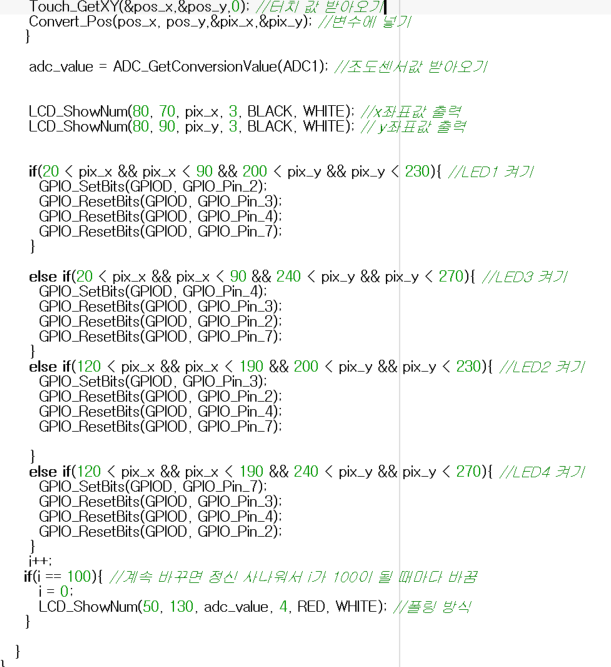 Touch_GetXY(&pos_x,&pos_y,0); //터치 값 받아오기
Convert_Pos(pos_x, pos_y,&pix_x,&pix_y); //변수에 넣기
}
adc_value = ADC_GetConversionValue(ADC1); //조도센서값 받아오기
LCD_ShowNum(80, 70, pix_x, 3, BLACK, WHITE); //x좌표값 출력
LCD_ShowNum(80, 90, pix_y, 3, BLACK, WHITE); // y좌표값 출력
if(20 < pix_x && pix_x < 90 && 200 < pix_y && pix_y < 230){ //LED1 켜기
GPIO_SetBits(GPIOD, GPIO_Pin_2);
GPIO_ResetBits(GPIOD, GPIO_Pin_3);
GPIO_ResetBits(GPIOD, GPIO_Pin_4);
GPIO_ResetBits(GPIOD, GPIO_Pin_7);
}
else if(20 < pix_x && pix_x < 90 && 240 < pix_y && pix_y < 270){ //LED3 켜기
GPIO_SetBits(GPIOD, GPIO_Pin_4);
GPIO_ResetBits(GPIOD, GPIO_Pin_3);
GPIO_ResetBits(GPIOD, GPIO_Pin_2);
GPIO_ResetBits(GPIOD, GPIO_Pin_7);
}
else if(120 < pix_x && pix_x < 190 && 200 < pix_y && pix_y < 230){ //LED2 켜기
GPIO_SetBits(GPIOD, GPIO_Pin_3);
GPIO_ResetBits(GPIOD, GPIO_Pin_2);
GPIO_ResetBits(GPIOD, GPIO_Pin_4);
GPIO_ResetBits(GPIOD, GPIO_Pin_7);
}
else if(120 < pix_x && pix_x < 190 && 240 < pix_y && pix_y < 270){ //LED4 켜기
GPIO_SetBits(GPIOD, GPIO_Pin_7);
GPIO_ResetBits(GPIOD, GPIO_Pin_3);
GPIO_ResetBits(GPIOD, GPIO_Pin_4);
GPIO_ResetBits(GPIOD, GPIO_Pin_2);
}
i++;
if(i == 100){ //계속 바꾸면 정신 사나워서 i가 100이 될 때마다 바꿈
i = 0;
LCD_ShowNum(50, 130, adc_value, 4, RED, WHITE); //폴링 방식
}
}
}